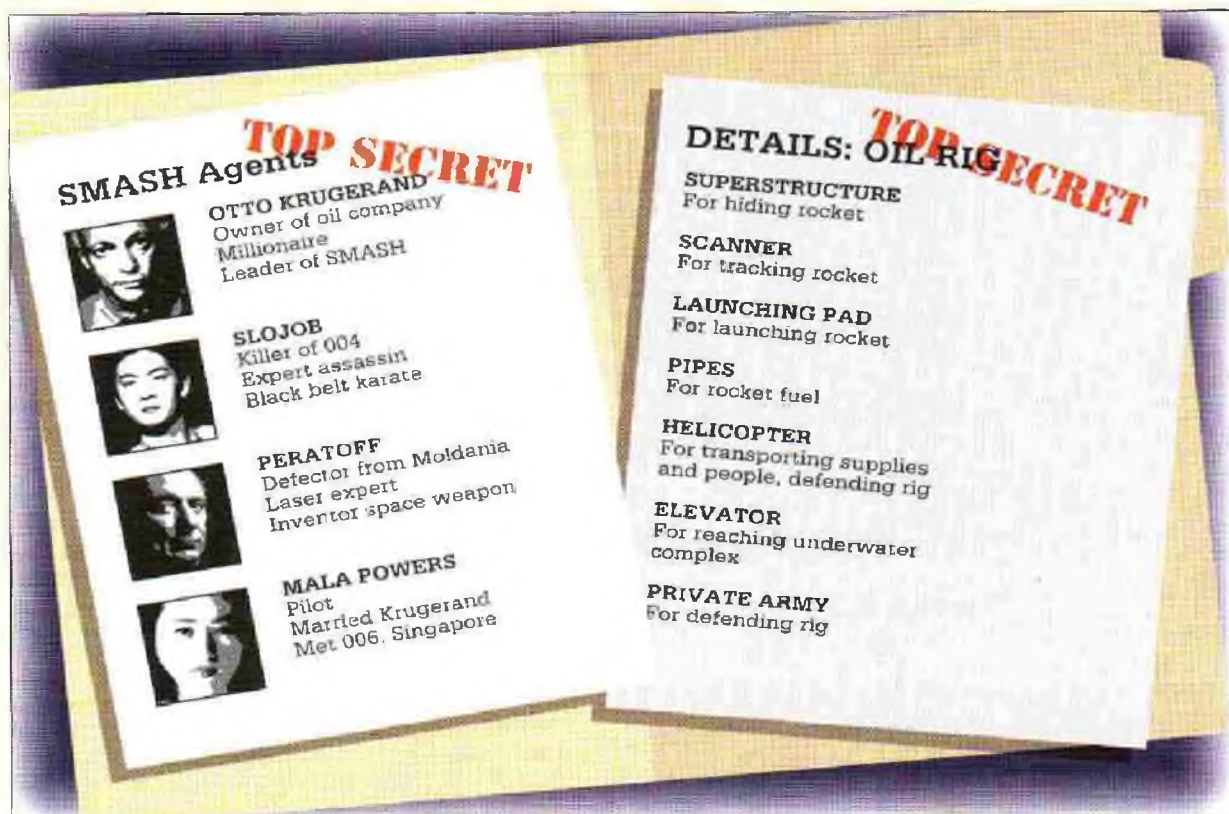 TOP SECRET
SMASH Agents
OTTO KRUGERAND
Owner of oil company
Millionaire
Leader of SMASH
SLOJOB
Killer of 004
Expert assassin
Black belt karate
PERATOFF
Defector from Moldania
Laser expert
Inventor space weapon
MALA POWERS
Pilot
Married Krugerand
Met 006, Singapore
TOP SECRET
DETAILS: OIL RIG
SUPERSTRUCTURE
For hiding rocket
SCANNER
For tracking rocket
LAUNCHING PAD
For launching rocket
PIPES
For rocket fuel
HELICOPTER
For transporting supplies
and people, defending rig
ELEVATOR
For reaching underwater
complex
PRIVATE ARMY
For defending rig